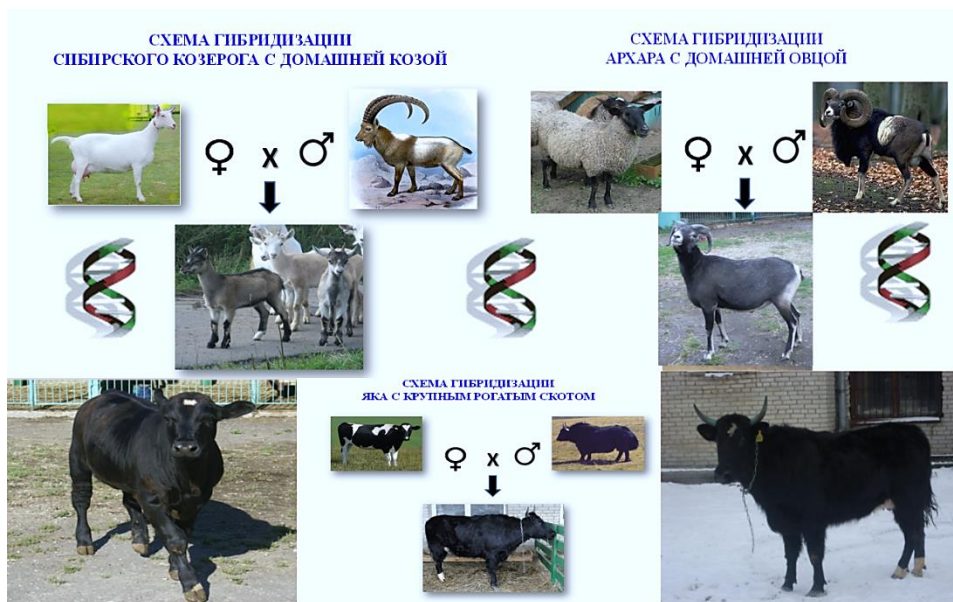 СХЕМА ГИБРИДИЗАЦИИ
СИБИРСКОГО КОЗЕРОГА С ДОМАШНЕЙ КОЗОЙ
СХЕМА ГИБРИДИЗАЦИИ
АРХАРА С ДОМАШНЕЙ ОВЦОЙ
♀ х ♂
♀ х ♂
СХЕМА ГИБРИДИЗАЦИИ
ЯКА С КРУПНЫМ РОГАТЫМ СКОТОМ
♀ х ♂